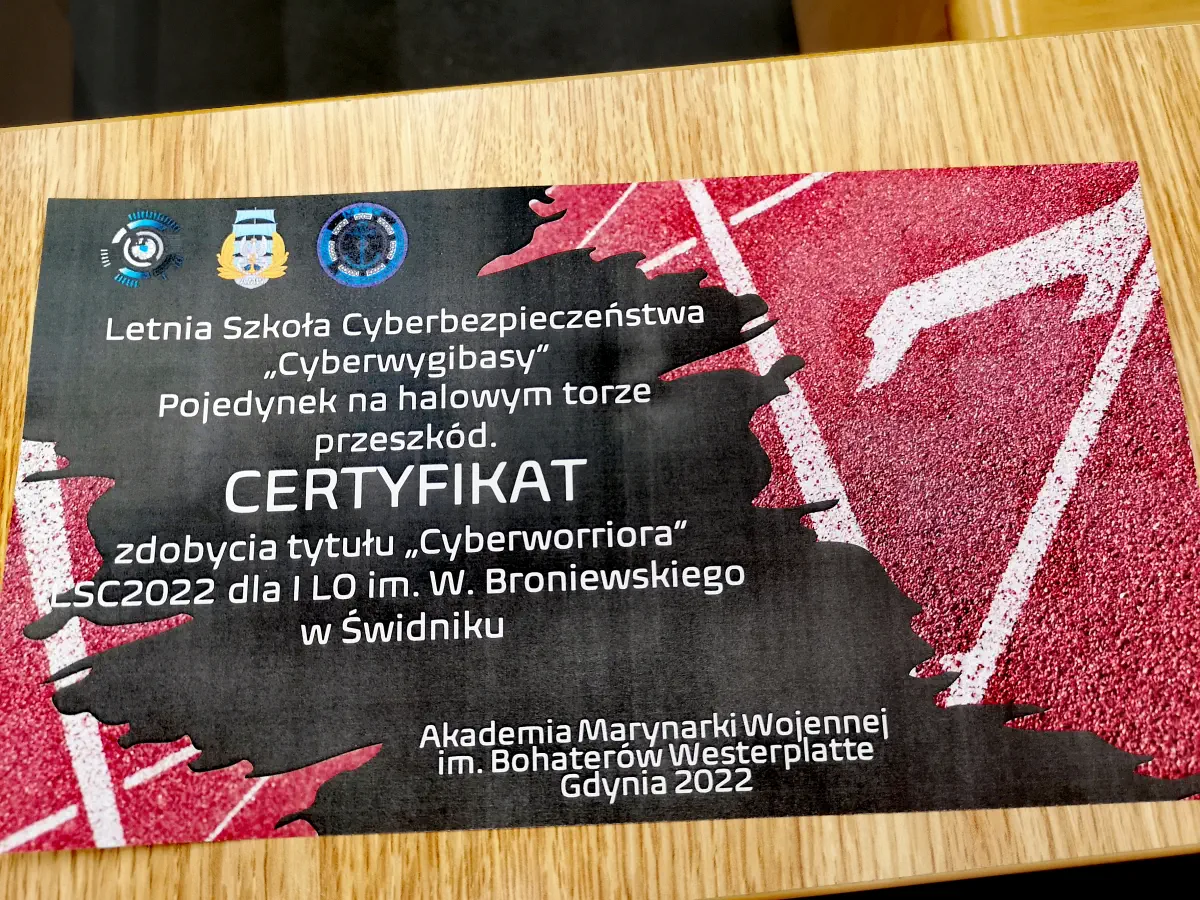 Letnia Szkoła Cyberbezpieczeństwa
„Cyberwygibasy”
Pojedynek na halowym torze
przeszkód.
CERTYFIKAT
zdobycia tytułu „Cyberworriora”
LSC2022 dla I LO im. W. Broniewskiego
w Świdniku
Akademia Marynarki Wojennej
im. Bohaterów Westerplatte
Gdynia 2022